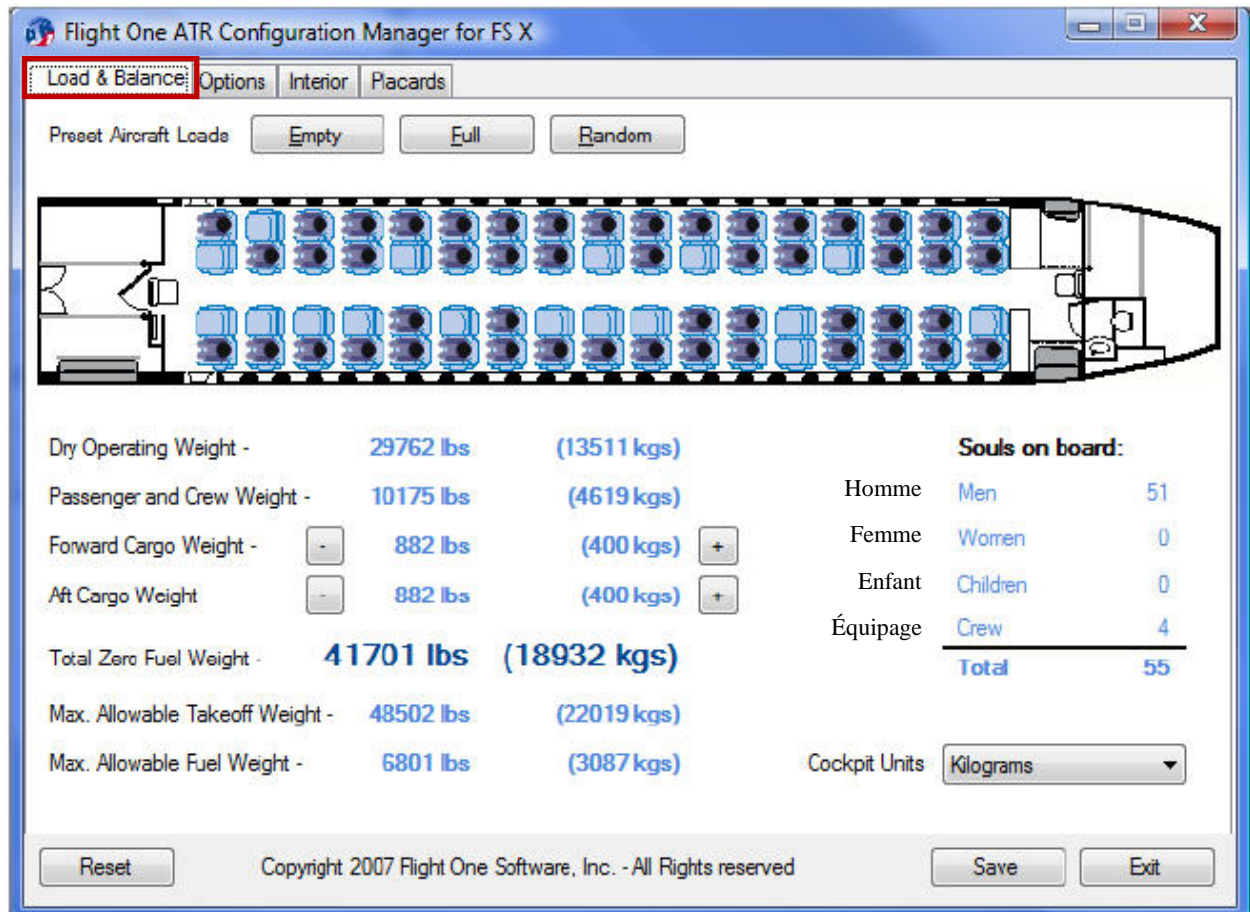 Flight One ATR Configuration Manager for FS X
Load & Balance Options Interior Placards
Preset Aircraft Loads Empty Full Random
Dry Operating Weight - 29762 lbs (13511 kgs) Souls on board:
Passenger and Crew Weight - 10175 lbs (4619 kgs) Homme Men 51
Forward Cargo Weight - - 882 lbs (400 kgs) + Femme Women 0
Aft Cargo Weight - 882 lbs (400 kgs) + Enfant Children 0
Équipage Crew 4
Total Zero Fuel Weight - 41701 lbs (18932 kgs) Total 55
Max. Allowable Takeoff Weight - 48502 lbs (22019 kgs)
Max. Allowable Fuel Weight - 6801 lbs (3087 kgs) Cockpit Units Kilograms
Reset Copyright 2007 Flight One Software, Inc. - All Rights reserved Save Exit